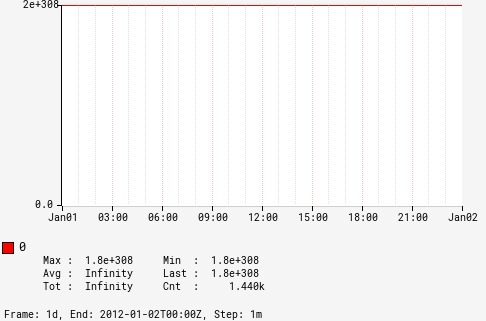 2e+308
0.0
Jan01 03:00 06:00 09:00 12:00 15:00 18:00 21:00 Jan02
0
Max : 1.8e+308 Min : 1.8e+308
Avg : Infinity Last : 1.8e+308
Tot : Infinity Cnt : 1.440k
Frame: 1d, End: 2012-01-02T00:00Z, Step: 1m